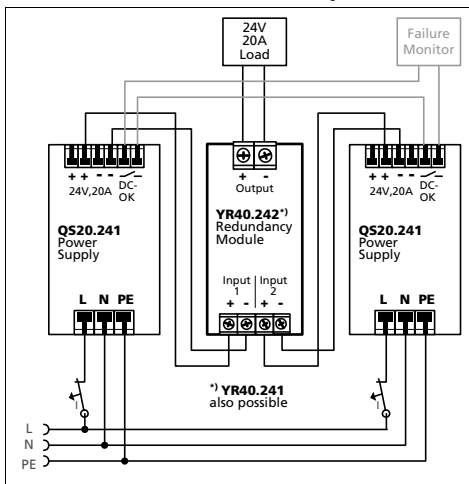 24V
20A
Load
Failure
Monitor
+ + - - DC-
24V,20A OK
QS20.241
Power
Supply
L N PE
+ -
Output
YR40.242*)
Redundancy
Module
Input Input
1 2
+ - + -
*) YR40.241
also possible
+ + - - DC-
24V,20A OK
QS20.241
Power
Supply
L N PE
I
I
L
N
PE